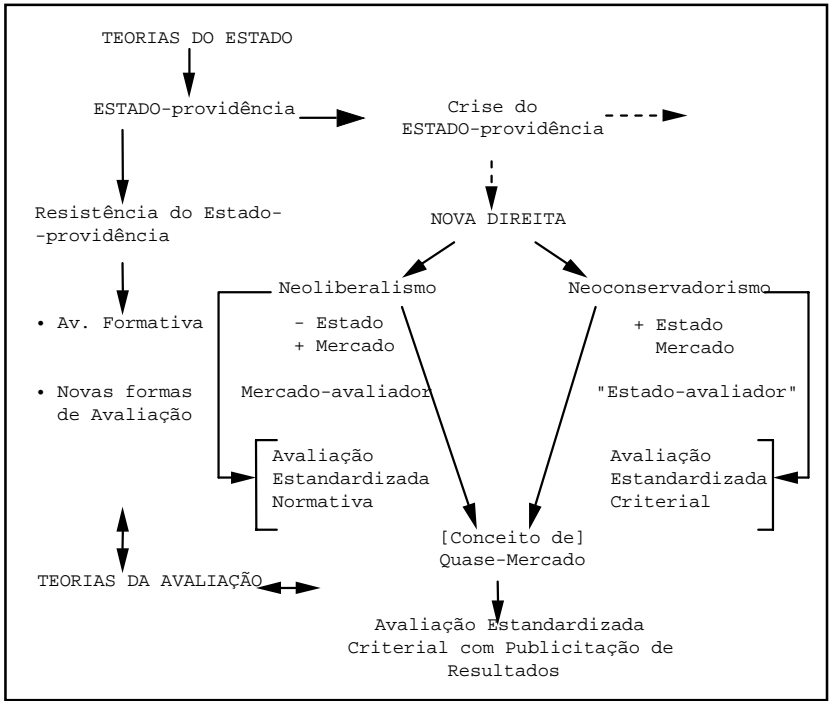 TEORIAS DO ESTADO
ESTADO-providência
Crise do
ESTADO-providência
Resistência do Estado-
-providência
NOVA DIREITA
Neoliberalismo
Neoconservadorismo
• Av. Formativa
- Estado
+ Mercado
+ Estado
Mercado
• Novas formas
de Avaliação
Mercado-avaliador
"Estado-avaliador"
Avaliação
Estandardizada
Normativa
Avaliação
Estandardizada
Criterial
[Conceito de]
Quase-Mercado
TEORIAS DA AVALIAÇÃO
Avaliação Estandardizada
Criterial com Publicitação de
Resultados